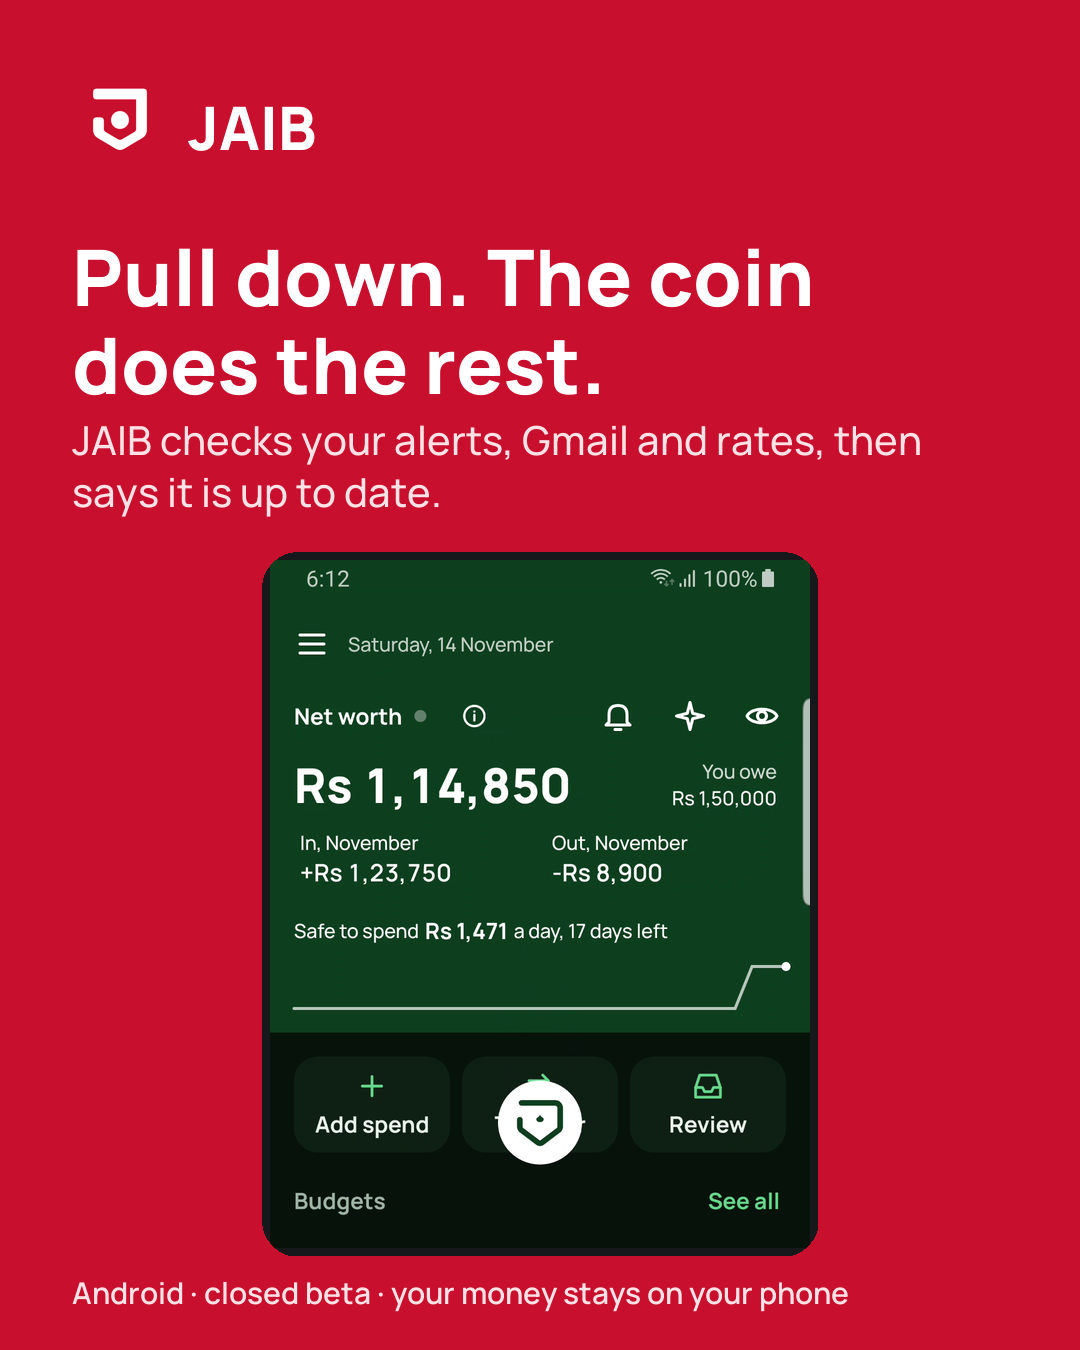 JAIB
Pull down. The coin
does the rest.
JAIB checks your alerts, Gmail and rates, then
says it is up to date.
6:12
100%
Saturday, 14 November
Net worth
Rs 1,14,850
You owe
Rs 1,50,000
In, November
+Rs 1,23,750
Out, November
-Rs 8,900
Safe to spend Rs 1,471 a day, 17 days left
Add spend
Review
Budgets
See all
Android · closed beta · your money stays on your phone